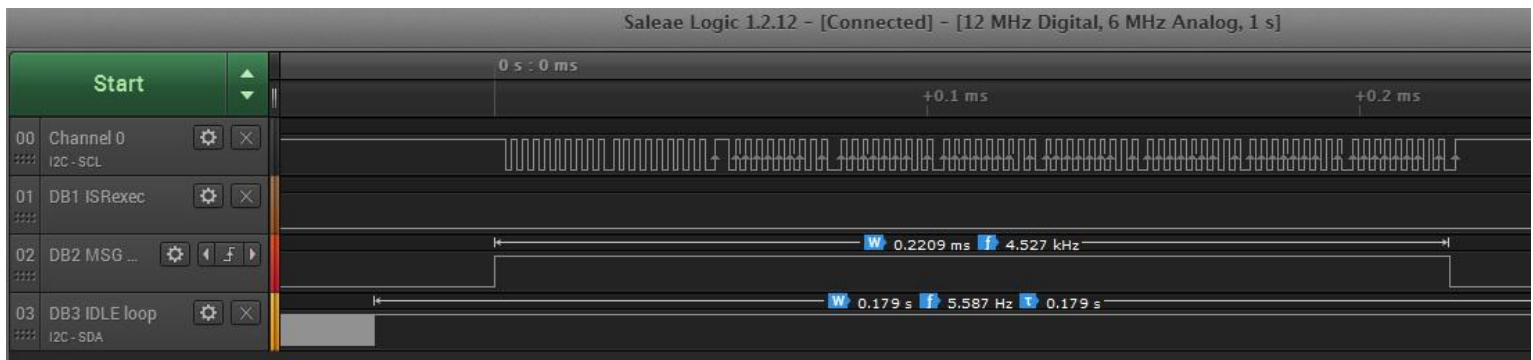 Saleae Logic 1.2.12 - [Connected] - [12 MHz Digital, 6 MHz Analog, 1 s]
Start
0 s : 0 ms
+0.1 ms
+0.2 ms
00 Channel 0
I2C - SCL
01 DB1 ISRexec
02 DB2 MSG ...
W 0.2209 ms f 4.527 kHz
03 DB3 IDLE loop
I2C - SDA
W 0.179 s f 5.587 Hz T 0.179 s